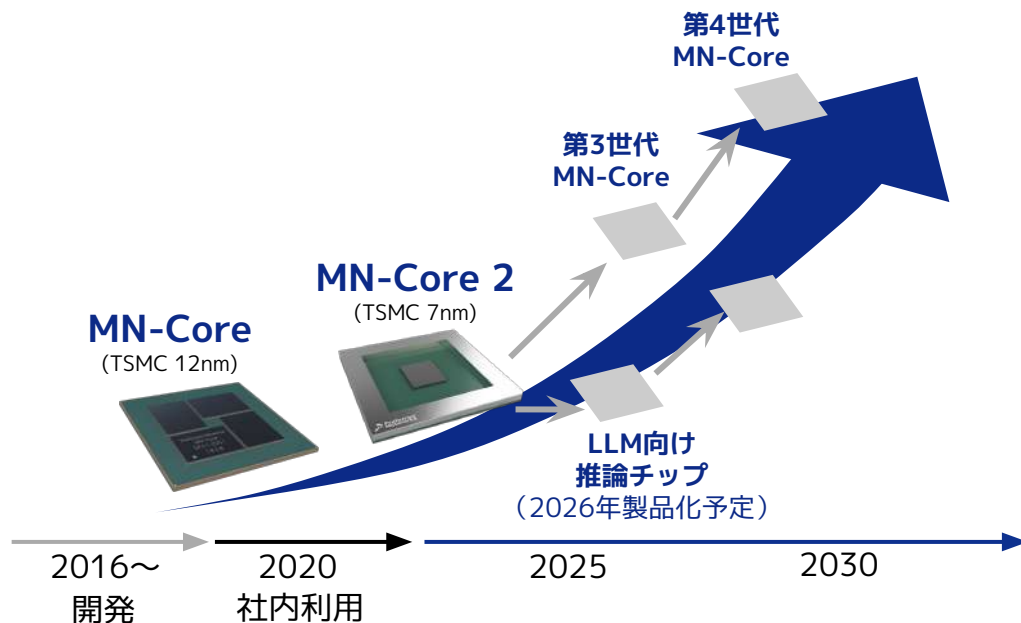 第4世代
MN-Core
第3世代
MN-Core
MN-Core 2
(TSMC 7nm)
MN-Core
(TSMC 12nm)
LLM向け
推論チップ
（2026年製品化予定）
2016～
開発
2020
社内利用
2025
2030